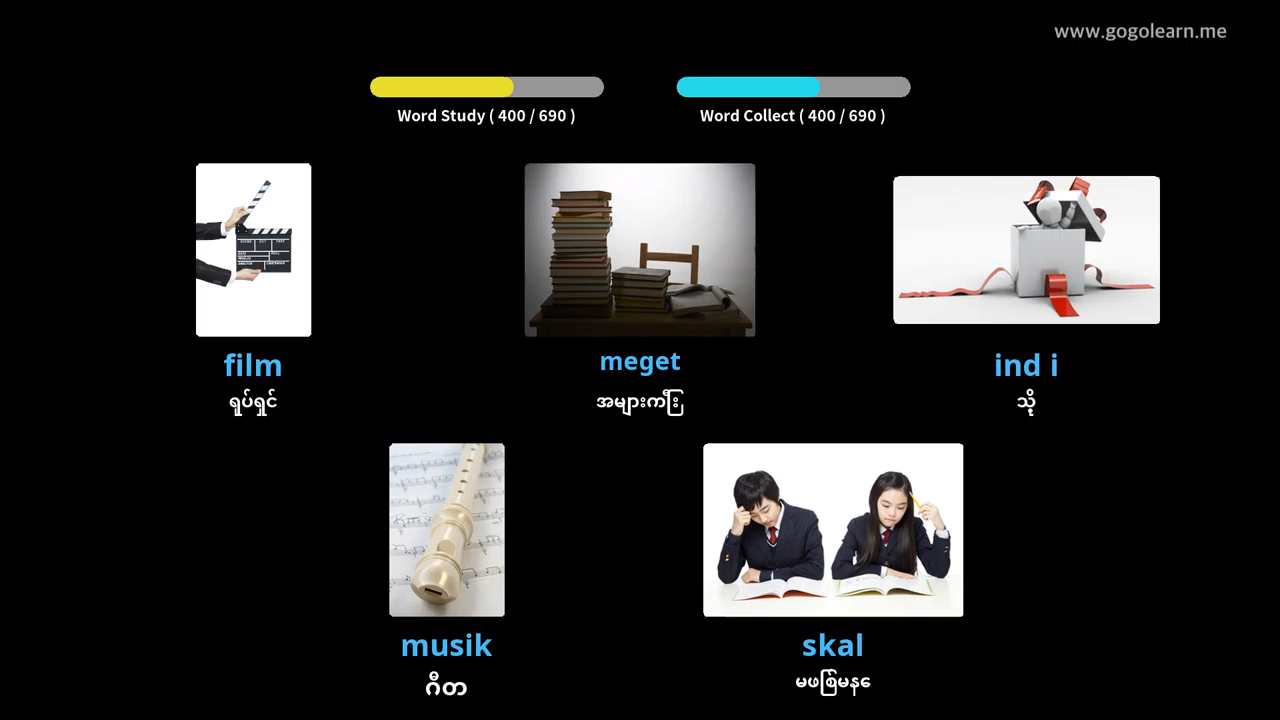 www.gogolearn.me
Word Study ( 400 / 690 )
Word Collect ( 400 / 690 )
film
ရုပ်ရှင်
meget
အများကြီး
ind i
သို့
musik
ဂီတ
skal
မဖြစ်မနေ